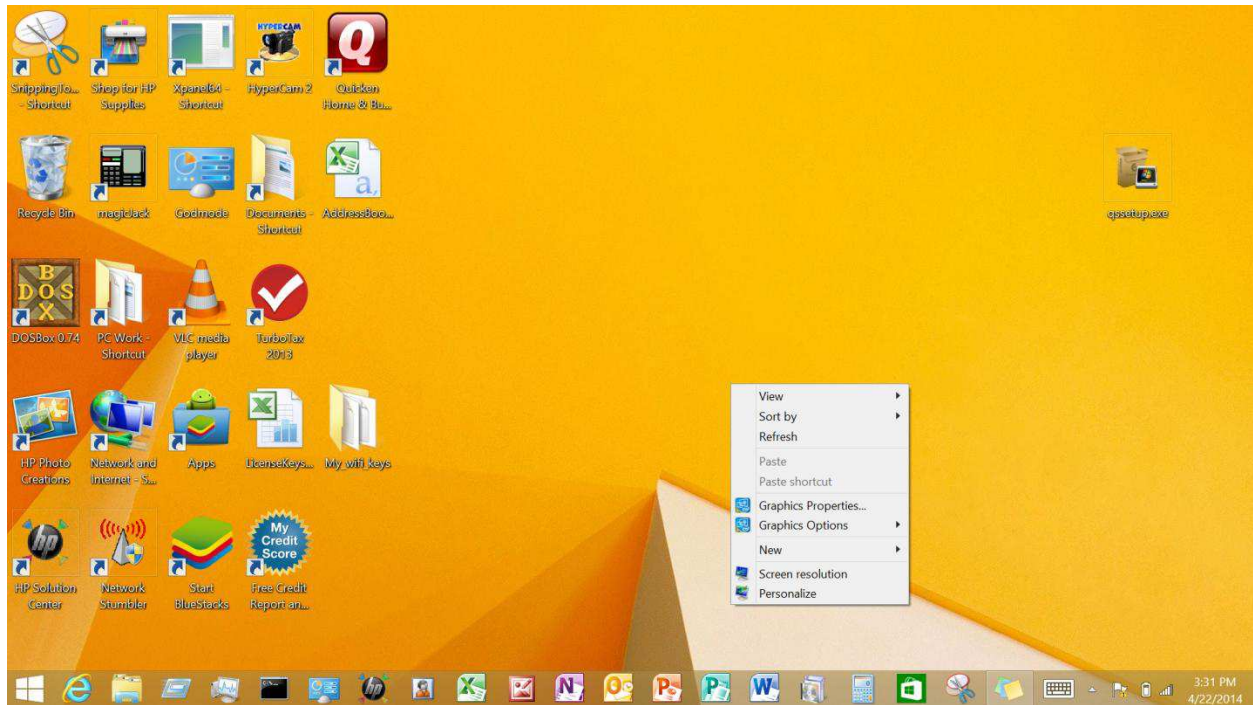 HYPERCAM
Q
SnippingTo...
- Shortcut
Shop for HP
Supplies
Xpanel64 -
Shortcut
HyperCam 2
Quicken
Home & Bu...
a,
Recycle Bin
magicJack
Godmode
Documents -
Shortcut
AddressBoo...
qssetup.exe
B
DOS
X
DOSBox 0.74
PC Work -
Shortcut
VLC media
player
TurboTax
2013
HP Photo
Creations
Network and
Internet - S...
Apps
LicenseKeys...
My_wifi_keys
hp
My
Credit
Score
HP Solution
Center
Network
Stumbler
Start
BlueStacks
Free Credit
Report an...
View
Sort by
Refresh
Paste
Paste shortcut
Graphics Properties...
Graphics Options
New
Screen resolution
Personalize
3:31 PM
4/22/2014